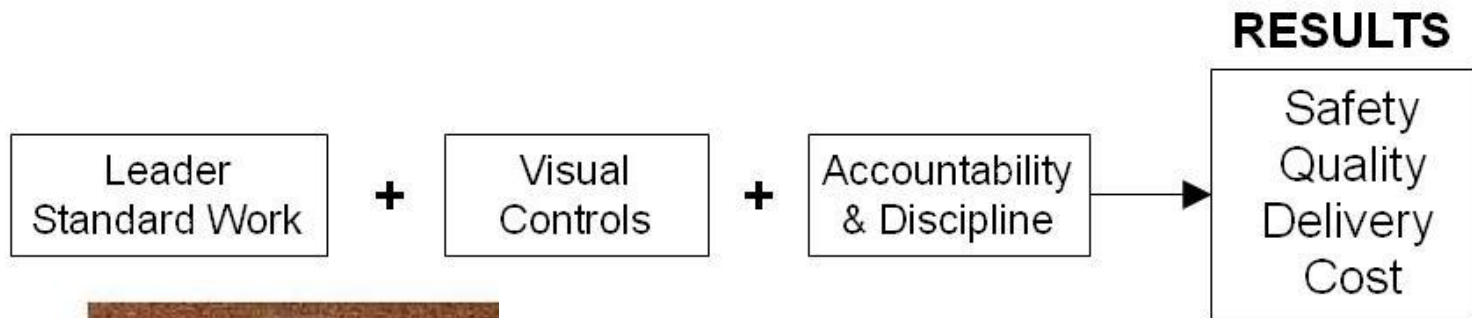 RESULTS
Leader
Standard Work
+
Visual
Controls
+
Accountability
& Discipline
Safety
Quality
Delivery
Cost